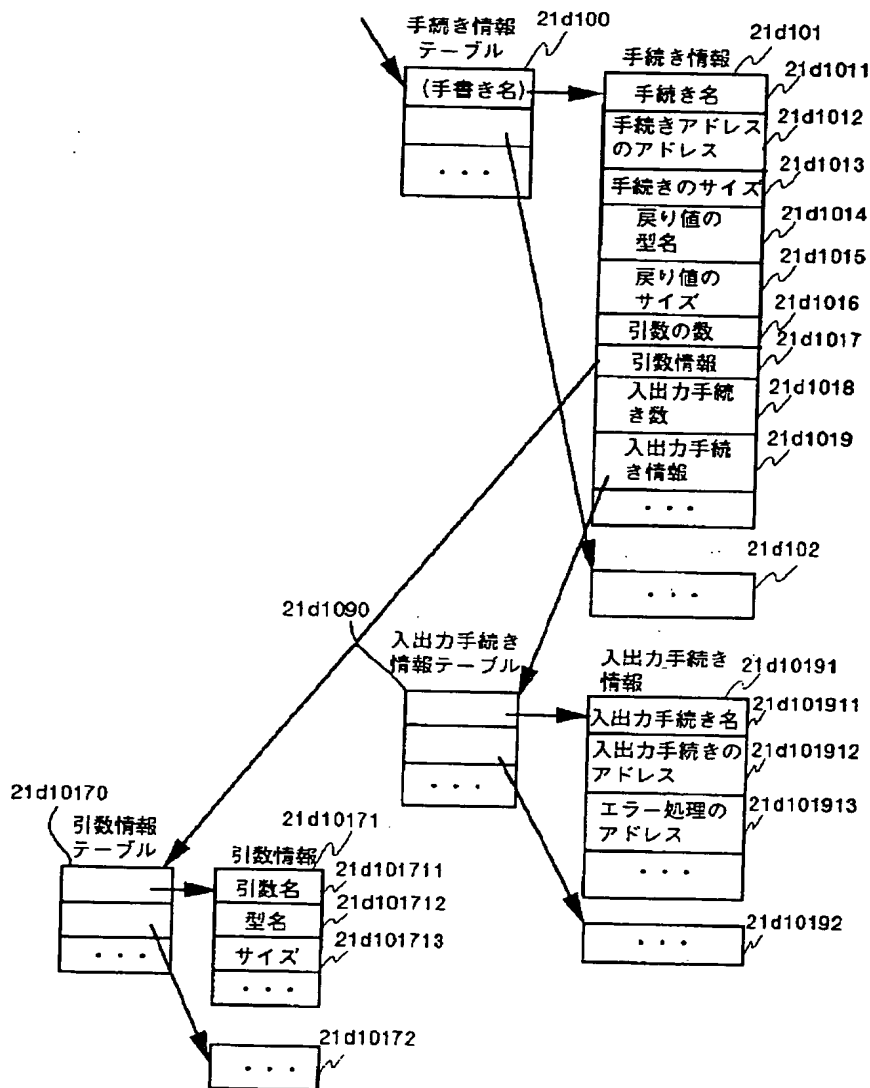 手続き情報
テーブル
21d100
(手書き名)
・・・
手続き情報
21d101
手続き名
21d1011
手続きアドレス
のアドレス
21d1012
手続きのサイズ
21d1013
戻り値の
型名
21d1014
戻り値の
サイズ
21d1015
引数の数
21d1016
引数情報
21d1017
入出力手続
き数
21d1018
入出力手続
き情報
21d1019
・・・
21d102
・・・
21d1090
入出力手続き
情報テーブル
・・・
入出力手続き
情報
21d10191
入出力手続き名
21d101911
入出力手続きの
アドレス
21d101912
エラー処理の
アドレス
21d101913
・・・
21d10192
・・・
21d10170
引数情報
テーブル
・・・
21d10171
引数情報
引数名
21d101711
型名
21d101712
サイズ
21d101713
・・・
21d10172
・・・